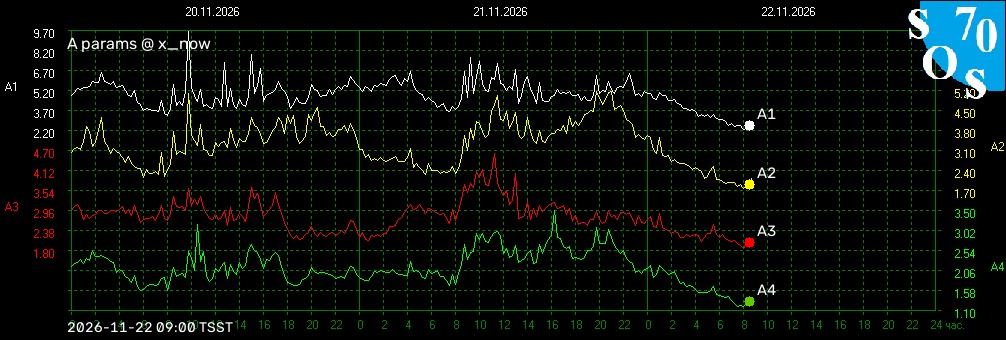 20.11.2026 21.11.2026 22.11.2026
S 70
O
S
9.70
A params @ x_now
8.20
6.70
A1
5.20
4.50
3.70
A1
3.80
2.20
A2
4.70 3.10
4.12 2.40
A2
3.54 1.70
A3
2.96 3.50
2.38 3.02
A3
1.80 2.54
A4
2.06
1.58
A4
1.10
2026-11-22 09:00 TSST
14 16 18 20 22 0 2 4 6 8 10 12 14 16 18 20 22 0 2 4 6 8 10 12 14 16 18 20 22 24 час.